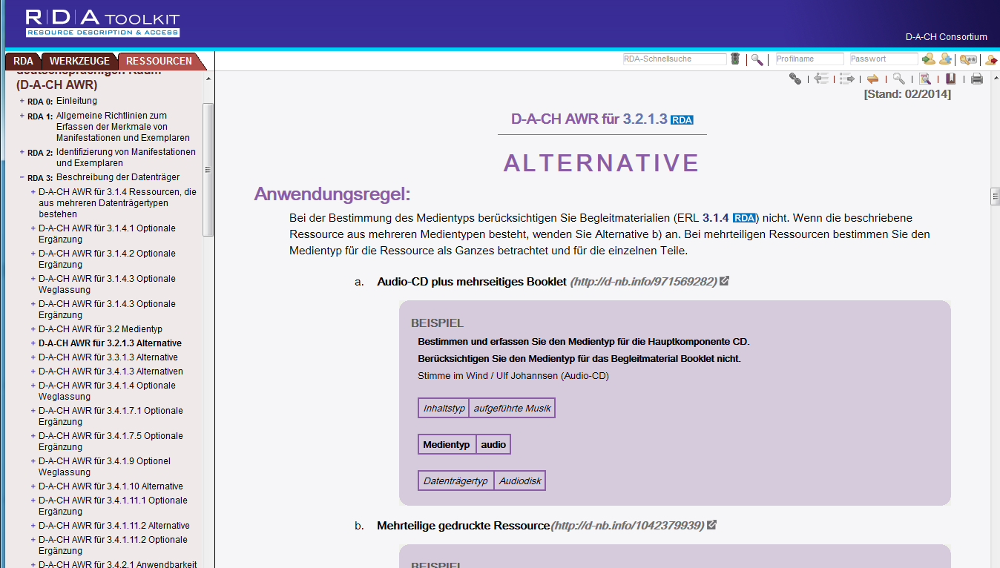 R|D|A TOOLKIT
RESOURCE DESCRIPTION & ACCESS
D-A-CH Consortium
RDA
WERKZEUGE
RESSOURCEN
RDA-Schnellsuche
Profilname
Passwort
deutschsprachigen Raum
(D-A-CH AWR)
+ RDA 0: Einleitung
+ RDA 1: Allgemeine Richtlinien zum
Erfassen der Merkmale von
Manifestationen und Exemplaren
+ RDA 2: Identifizierung von Manifestationen
und Exemplaren
− RDA 3: Beschreibung der Datenträger
+ D-A-CH AWR für 3.1.4 Ressourcen, die
aus mehreren Datenträgertypen
bestehen
+ D-A-CH AWR für 3.1.4.1 Optionale
Ergänzung
+ D-A-CH AWR für 3.1.4.2 Optionale
Ergänzung
+ D-A-CH AWR für 3.1.4.3 Optionale
Weglassung
+ D-A-CH AWR für 3.1.4.3 Optionale
Ergänzung
+ D-A-CH AWR für 3.2 Medientyp
+ D-A-CH AWR für 3.2.1.3 Alternative
+ D-A-CH AWR für 3.3.1.3 Alternative
+ D-A-CH AWR für 3.4.1.3 Alternativen
+ D-A-CH AWR für 3.4.1.4 Optionale
Weglassung
+ D-A-CH AWR für 3.4.1.7.1 Optionale
Ergänzung
+ D-A-CH AWR für 3.4.1.7.5 Optionale
Ergänzung
+ D-A-CH AWR für 3.4.1.9 Optionel
Weglassung
+ D-A-CH AWR für 3.4.1.10 Alternative
+ D-A-CH AWR für 3.4.1.11.1 Optionale
Ergänzung
+ D-A-CH AWR für 3.4.1.11.2 Alternative
+ D-A-CH AWR für 3.4.1.11.2 Optionale
Ergänzung
+ D-A-CH AWR für 3.4.2.1 Anwendbarkeit
[Stand: 02/2014]
D-A-CH AWR für 3.2.1.3 RDA
ALTERNATIVE
Anwendungsregel:
Bei der Bestimmung des Medientyps berücksichtigen Sie Begleitmaterialien (ERL 3.1.4 RDA) nicht. Wenn die beschriebene
Ressource aus mehreren Medientypen besteht, wenden Sie Alternative b) an. Bei mehrteiligen Ressourcen bestimmen Sie den
Medientyp für die Ressource als Ganzes betrachtet und für die einzelnen Teile.
a. Audio-CD plus mehrseitiges Booklet (http://d-nb.info/971569282)
BEISPIEL
Bestimmen und erfassen Sie den Medientyp für die Hauptkomponente CD.
Berücksichtigen Sie den Medientyp für das Begleitmaterial Booklet nicht.
Stimme im Wind / Ulf Johannsen (Audio-CD)
Inhaltstyp aufgeführte Musik
Medientyp audio
Datenträgertyp Audiodisk
b. Mehrteilige gedruckte Ressource(http://d-nb.info/1042379939)
BEISPIEL